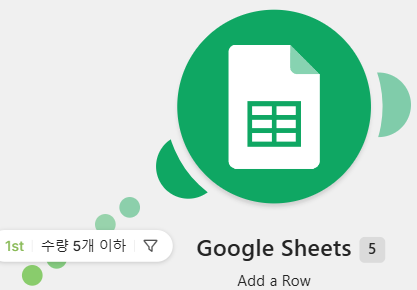 1st 수량 5개 이하
Google Sheets 5
Add a Row